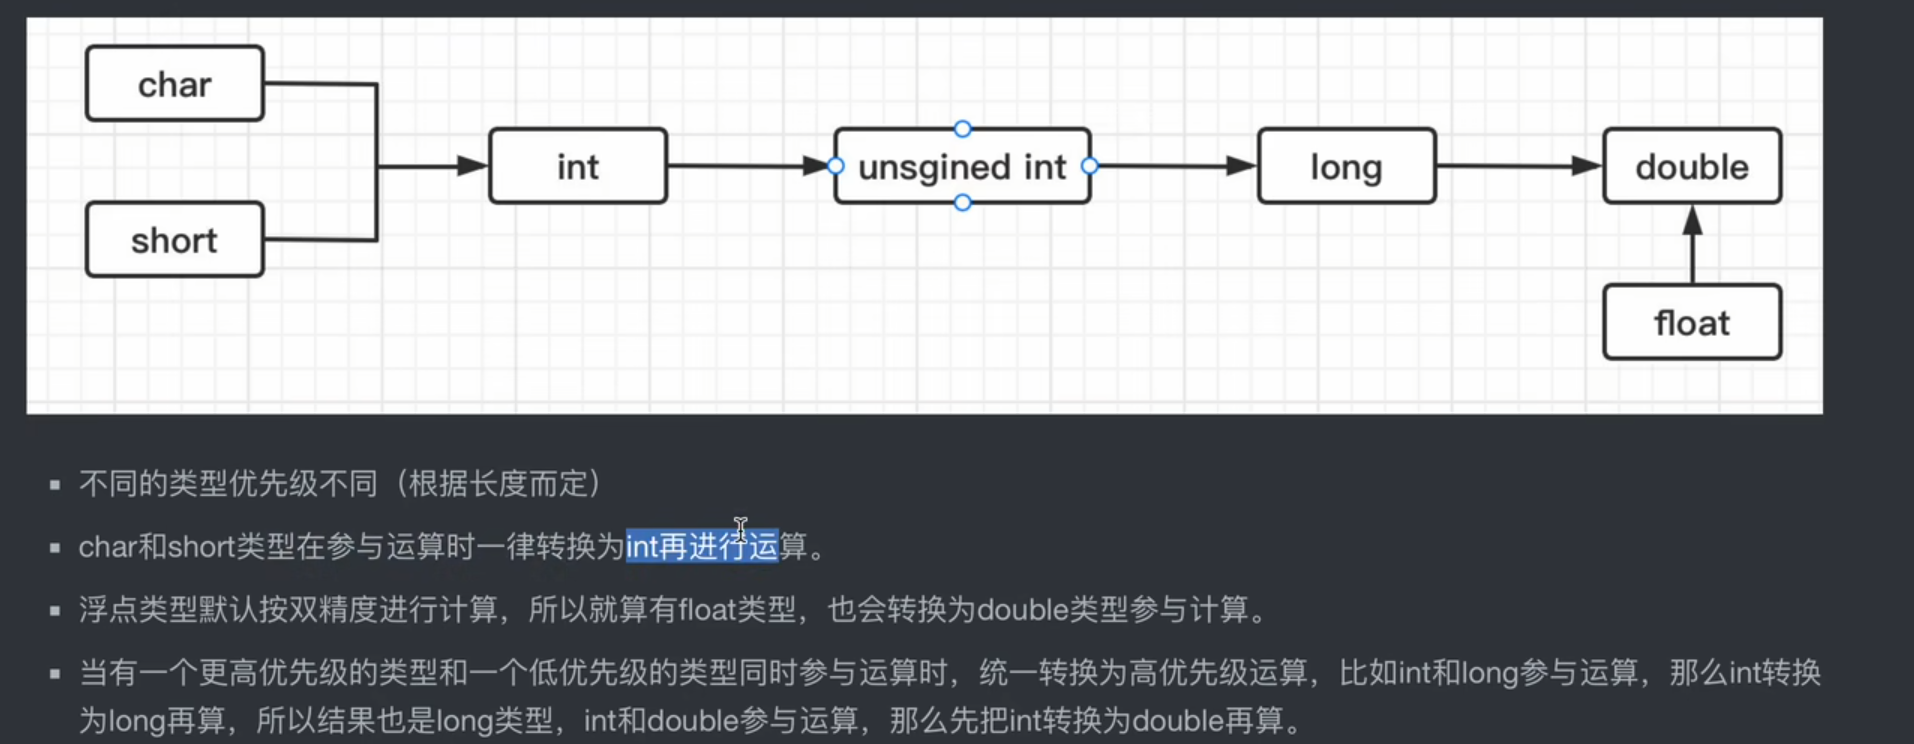 char
short
int
unsgined int
long
double
float
不同的类型优先级不同（根据长度而定）
char和short类型在参与运算时一律转换为int再进行运算。
浮点类型默认按双精度进行计算，所以就算有float类型，也会转换为double类型参与计算。
当有一个更高优先级的类型和一个低优先级的类型同时参与运算时，统一转换为高优先级运算，比如int和long参与运算，那么int转换
为long再算，所以结果也是long类型，int和double参与运算，那么先把int转换为double再算。